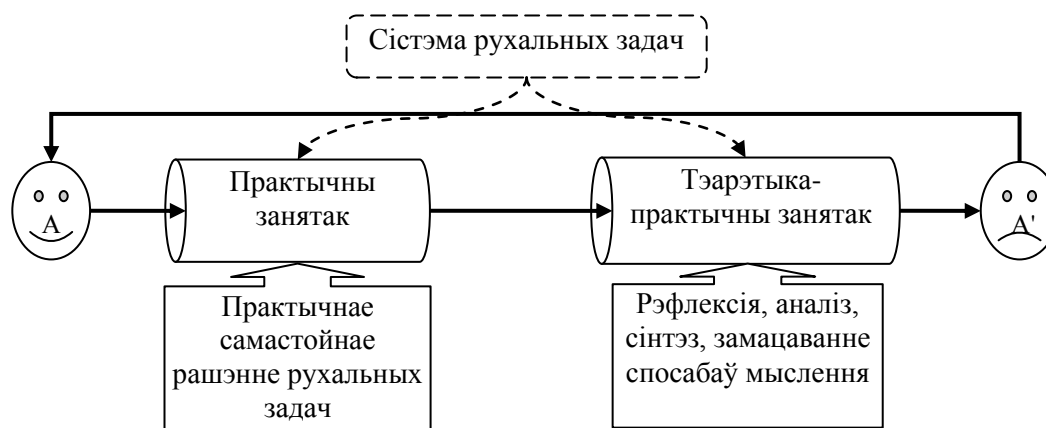 Сістэма рухальных задач
А
Практычны
занятак
Тэарэтыка-
практычны занятак
А'
Практычнае
самастойнае
рашэнне рухальных
задач
Рэфлексія, аналіз,
сінтэз, замацаванне
спосабаў мыслення